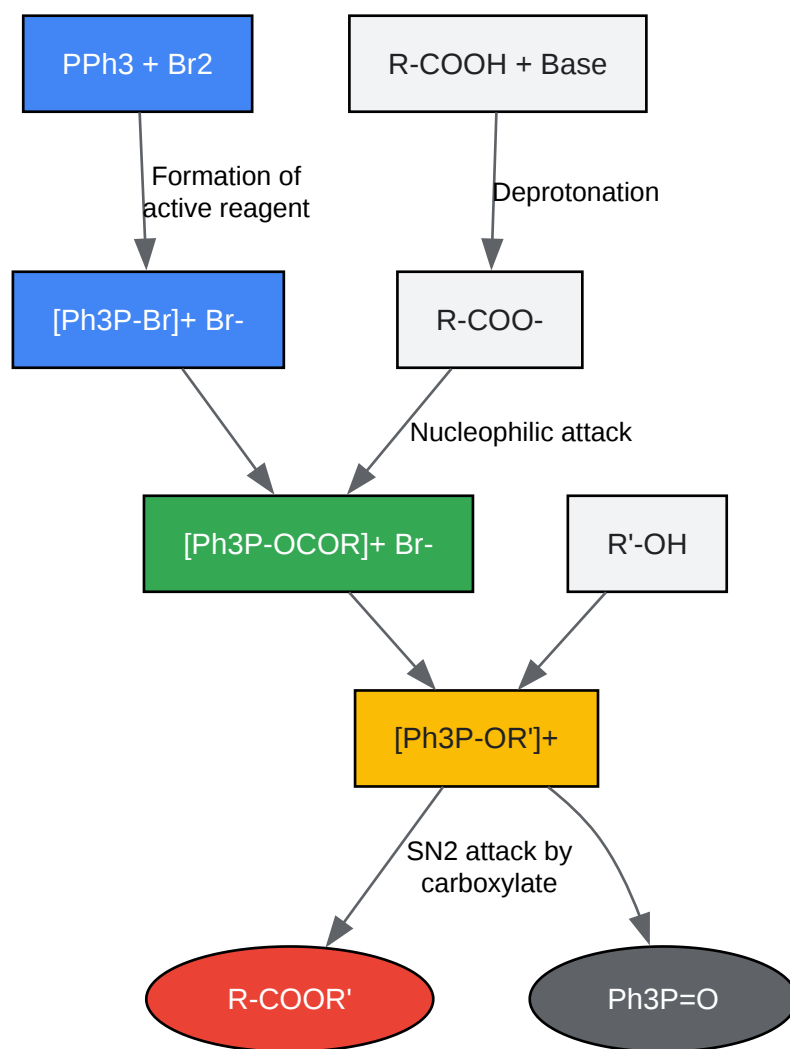 PPh3 + Br2
R-COOH + Base
Formation of
active reagent
Deprotonation
[Ph3P-Br]+ Br-
R-COO-
Nucleophilic attack
[Ph3P-OCOR]+ Br-
R'-OH
[Ph3P-OR']+
SN2 attack by
carboxylate
R-COOR'
Ph3P=O